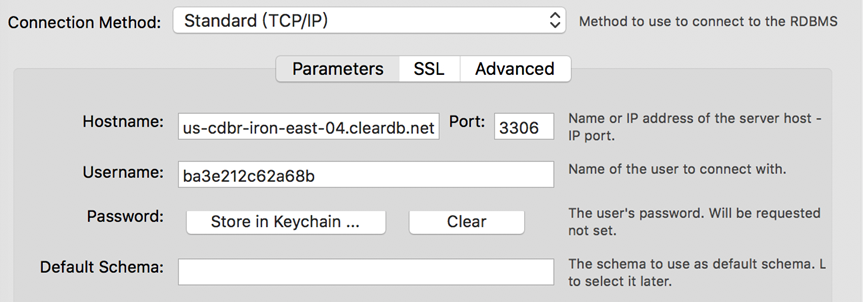 Connection Method: Standard (TCP/IP) Method to use to connect to the RDBMS
Parameters SSL Advanced
Hostname: us-cdbr-iron-east-04.cleardb.net Port: 3306 Name or IP address of the server host -
IP port.
Username: ba3e212c62a68b Name of the user to connect with.
Password: Store in Keychain ... Clear The user's password. Will be requested
not set.
Default Schema: The schema to use as default schema. L
to select it later.